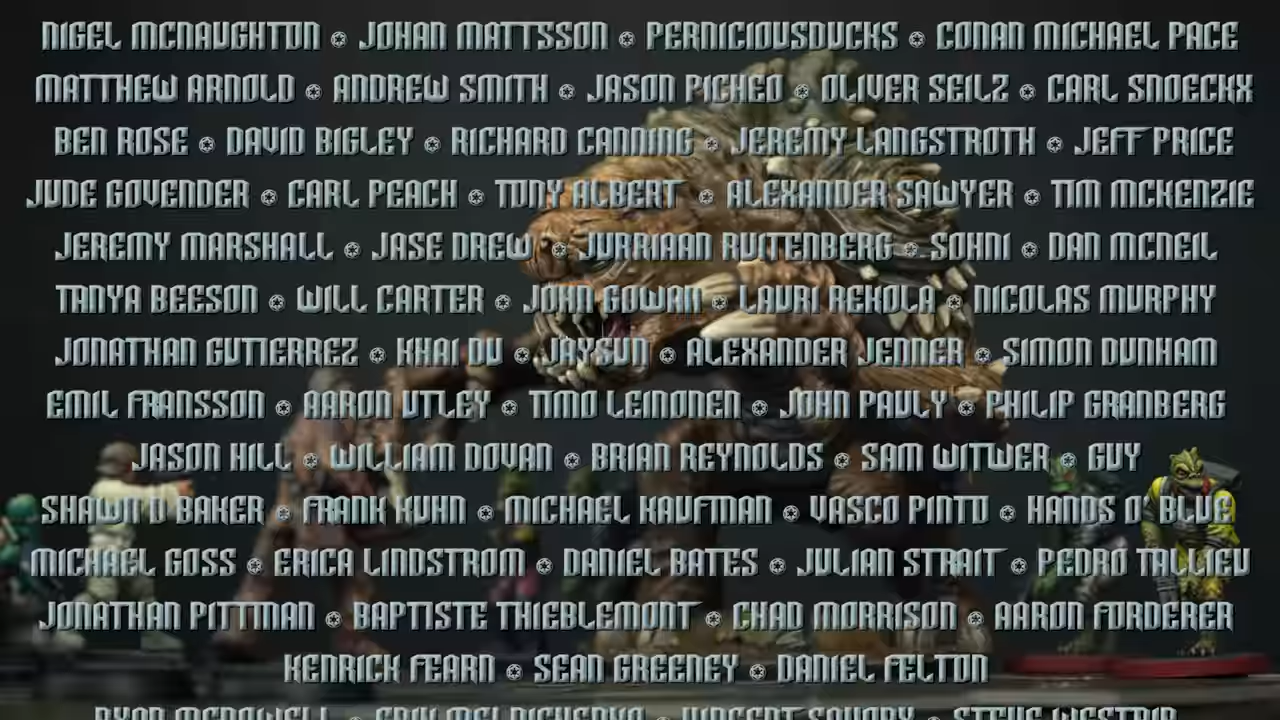 NIGEL MCNAUGHTON JOHAN MATTSSON PERNICIOUSDUCKS CONAN MICHAEL PACE
MATTHEW ARNOLD ANDREW SMITH JASON PICHEO OLIVER SEILZ CARL SNOECKX
BEN ROSE DAVID BIGLEY RICHARD CANNING JEREMY LANGSTROTH JEFF PRICE
JUDE GOVENDER CARL PEACH TONY ALBERT ALEXANDER SAWYER TIM MCKENZIE
JEREMY MARSHALL JASE DREW JURRIAAN RUITENBERG SOHNI DAN MCNEIL
TANYA BEESON WILL CARTER JOHN GOWAN LAURI REKOLA NICOLAS MURPHY
JONATHAN GUTIERREZ KHAI OU JAYSUN ALEXANDER JENNER SIMON DUNHAM
EMIL FRANSSON AARON UTLEY TIMO LEINONEN JOHN PAULY PHILIP GRANBERG
JASON HILL WILLIAM DOVAN BRIAN REYNOLDS SAM WITWER GUY
SHAWN D BAKER FRANK KUHN MICHAEL KAUFMAN VASCO PINTO HANDS O' BLUE
MICHAEL GOSS ERICA LINDSTROM DANIEL BATES JULIAN STRAIT PEDRO TALLIEU
JONATHAN PITTMAN BAPTISTE THIEBLEMONT CHAD MORRISON AARON FORDERER
KENRICK FEARN SEAN GREENEY DANIEL FELTON